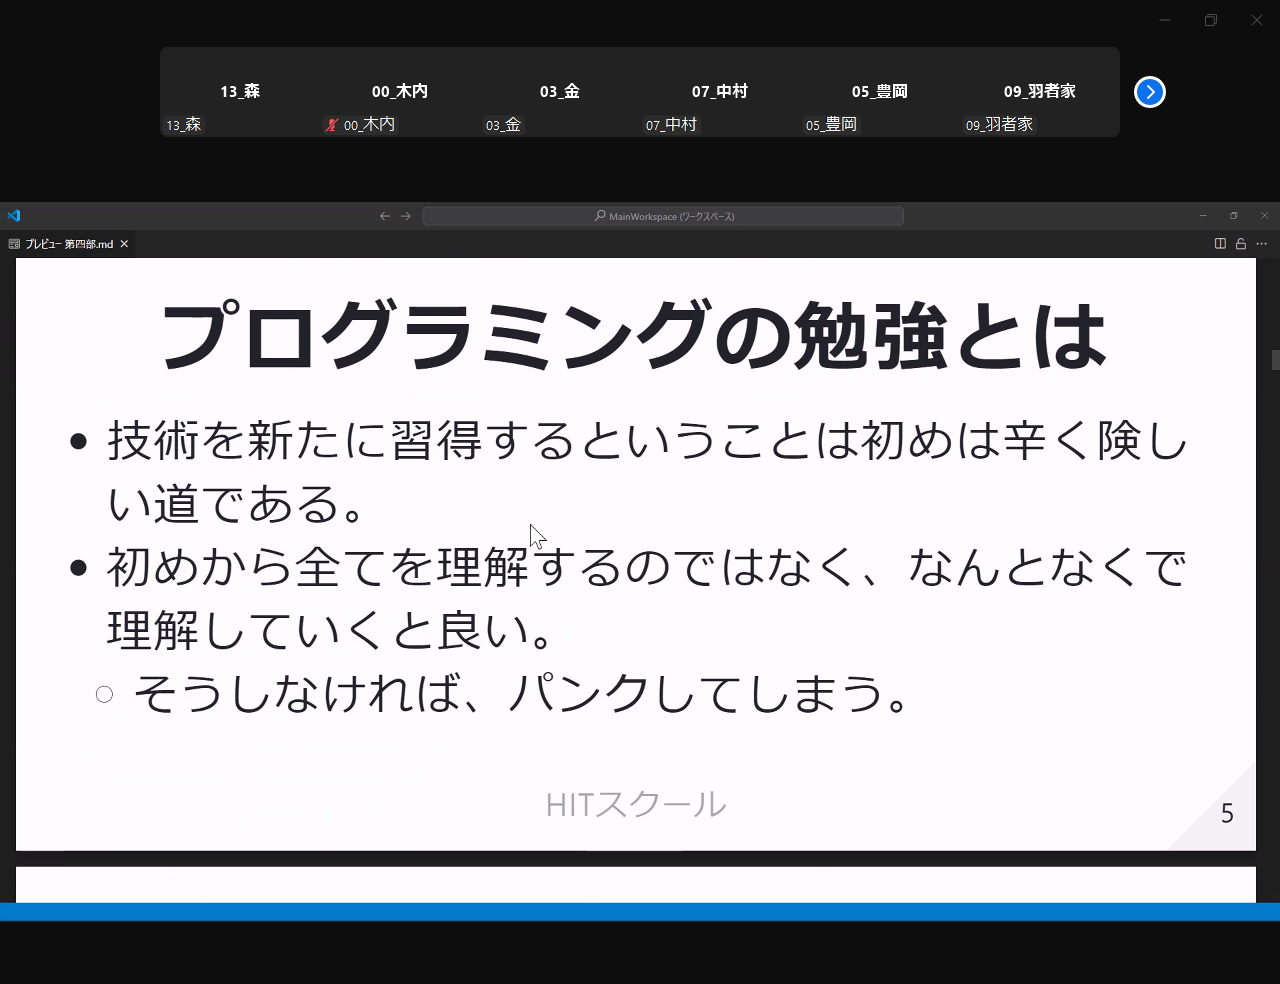 13_森
00_木内
03_金
07_中村
05_豊岡
09_羽者家
13_森
00_木内
03_金
07_中村
05_豊岡
09_羽者家
MainWorkspace (ワークスペース)
プレビュー 第四部.md
プログラミングの勉強とは
技術を新たに習得するということは初めは辛く険し
い道である。
初めから全てを理解するのではなく、なんとなくで
理解していくと良い。
そうしなければ、パンクしてしまう。
HITスクール
5